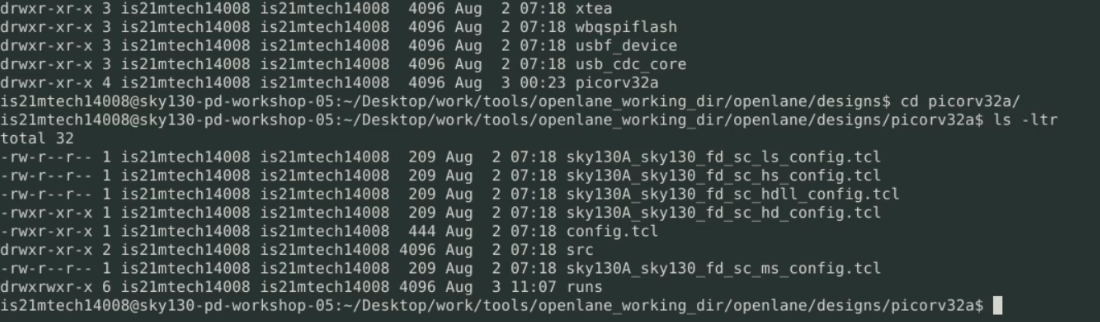 drwxr-xr-x 3 is21mtech14008 is21mtech14008  4096 Aug  2 07:18 xtea
drwxr-xr-x 3 is21mtech14008 is21mtech14008  4096 Aug  2 07:18 wbqspiflash
drwxr-xr-x 3 is21mtech14008 is21mtech14008  4096 Aug  2 07:18 usbf_device
drwxr-xr-x 3 is21mtech14008 is21mtech14008  4096 Aug  2 07:18 usb_cdc_core
drwxr-xr-x 4 is21mtech14008 is21mtech14008  4096 Aug  3 00:23 picorv32a
is21mtech14008@sky130-pd-workshop-05:~/Desktop/work/tools/openlane_working_dir/openlane/designs$ cd picorv32a/
is21mtech14008@sky130-pd-workshop-05:~/Desktop/work/tools/openlane_working_dir/openlane/designs/picorv32a$ ls -ltr
total 32
-rw-r--r-- 1 is21mtech14008 is21mtech14008  209 Aug  2 07:18 sky130A_sky130_fd_sc_ls_config.tcl
-rw-r--r-- 1 is21mtech14008 is21mtech14008  209 Aug  2 07:18 sky130A_sky130_fd_sc_hs_config.tcl
-rw-r--r-- 1 is21mtech14008 is21mtech14008  209 Aug  2 07:18 sky130A_sky130_fd_sc_hdll_config.tcl
-rwxr-xr-x 1 is21mtech14008 is21mtech14008  209 Aug  2 07:18 sky130A_sky130_fd_sc_hd_config.tcl
-rwxr-xr-x 1 is21mtech14008 is21mtech14008  444 Aug  2 07:18 config.tcl
drwxr-xr-x 2 is21mtech14008 is21mtech14008 4096 Aug  2 07:18 src
-rw-r--r-- 1 is21mtech14008 is21mtech14008  209 Aug  2 07:18 sky130A_sky130_fd_sc_ms_config.tcl
drwxrwxr-x 6 is21mtech14008 is21mtech14008 4096 Aug  3 11:07 runs
is21mtech14008@sky130-pd-workshop-05:~/Desktop/work/tools/openlane_working_dir/openlane/designs/picorv32a$